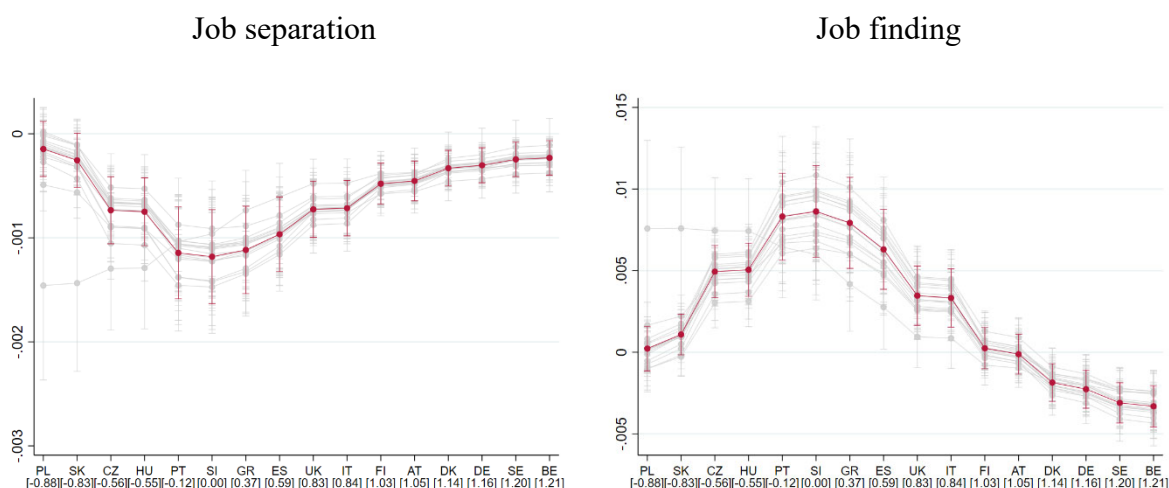 Job separation
Job finding
0
-.001
-.002
-.003
PL SK CZ HU PT SI GR ES UK IT FI AT DK DE SE BE
[-0.88][-0.83][-0.56][-0.55][-0.12] [0.00] [0.37] [0.59] [0.83] [0.84] [1.03] [1.05] [1.14] [1.16] [1.20] [1.21]
.015
.01
.005
0
-.005
PL SK CZ HU PT SI GR ES UK IT FI AT DK DE SE BE
[-0.88][-0.83][-0.56][-0.55][-0.12] [0.00] [0.37] [0.59] [0.83] [0.84] [1.03] [1.05] [1.14] [1.16] [1.20] [1.21]